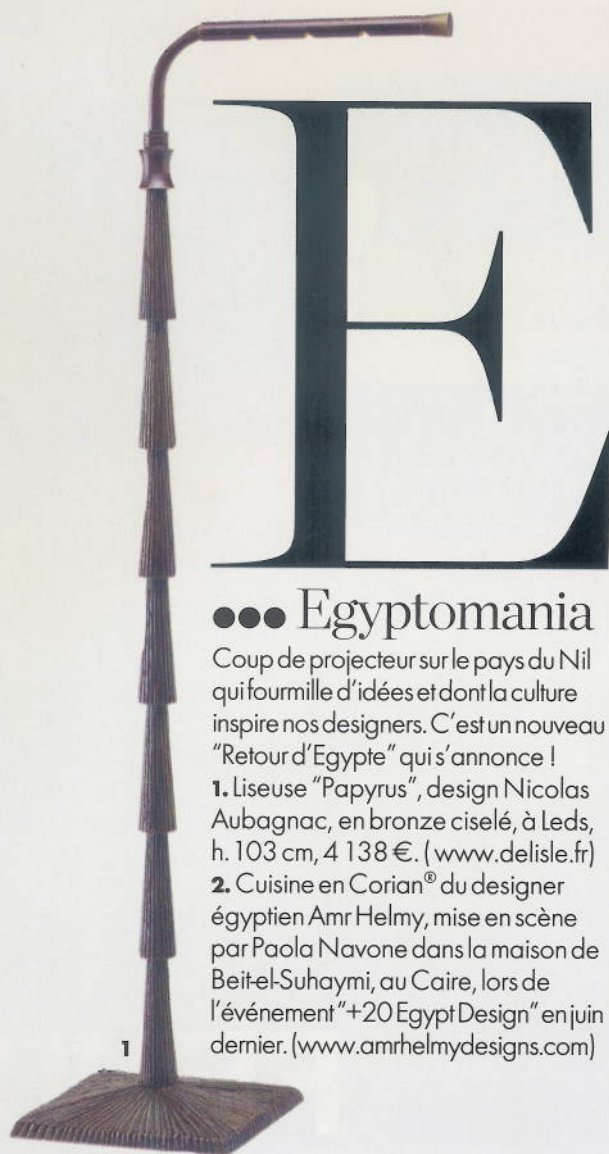 E
●●● Egyptomania
Coup de projecteur sur le pays du Nil
qui fourmille d'idées et dont la culture
inspire nos designers. C'est un nouveau
"Retour d'Egypte" qui s'annonce !
1. Liseuse "Papyrus", design Nicolas
Aubagnac, en bronze ciselé, à Leds,
h. 103 cm, 4 138 €. ( www.delisle.fr)
2. Cuisine en Corian® du designer
égyptien Amr Helmy, mise en scène
par Paola Navone dans la maison de
Beit-el-Suhaymi, au Caire, lors de
l'événement "+20 Egypt Design" en juin
dernier. (www.amrhelmydesigns.com)
1